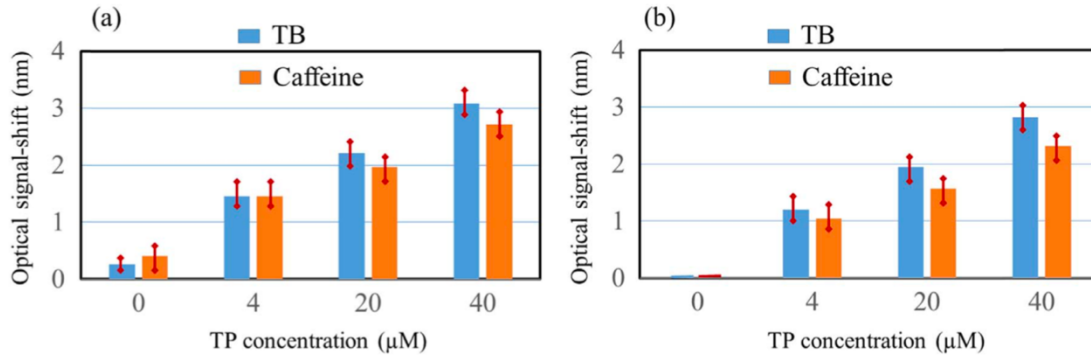 (a)
TB
Caffeine
Optical signal-shift (nm)
4
3
2
1
0
0 4 20 40
TP concentration (µM)
(b)
TB
Caffeine
Optical signal-shift (nm)
4
3
2
1
0
0 4 20 40
TP concentration (µM)